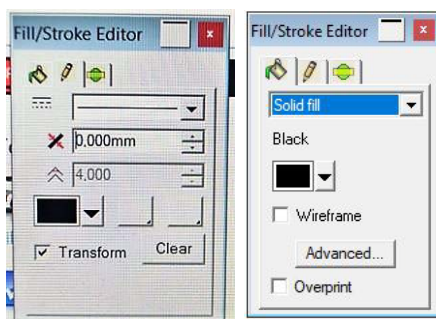 Fill/Stroke Editor
0.000mm
4.000
Transform
Clear
Fill/Stroke Editor
Solid fill
Black
Wireframe
Advanced...
Overprint